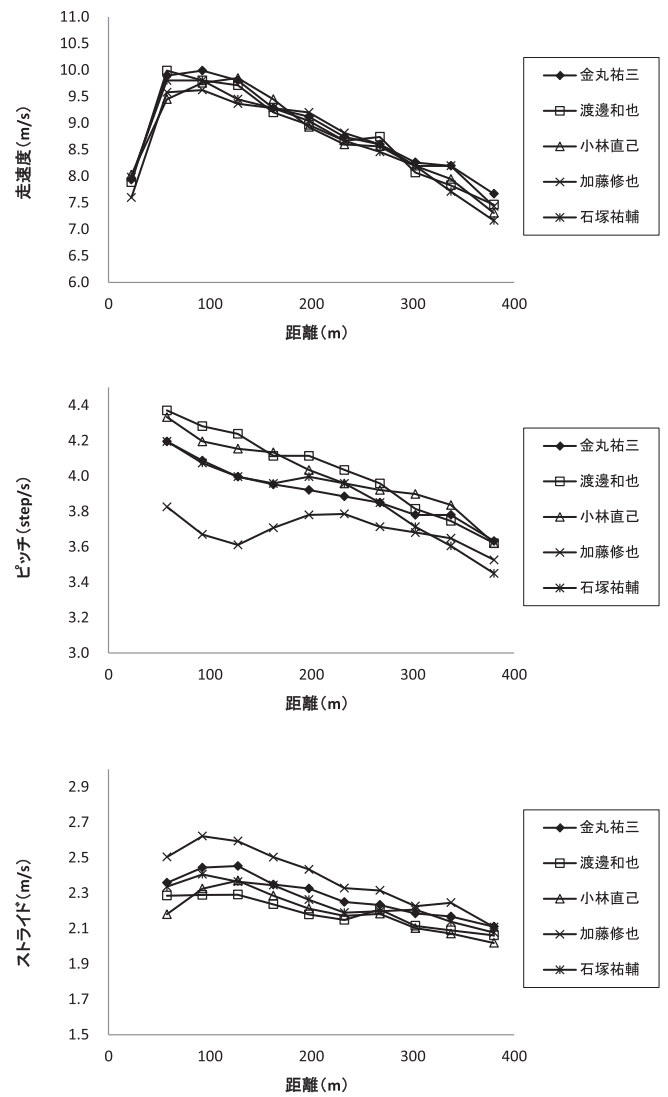 11.0
10.5
10.0
9.5
9.0
8.5
8.0
7.5
7.0
6.5
6.0
走速度(m/s)
0 100 200 300 400
距離(m)
金丸祐三
渡邊和也
小林直己
加藤修也
石塚祐輔
4.4
4.2
4.0
3.8
3.6
3.4
3.2
3.0
ピッチ(step/s)
0 100 200 300 400
距離(m)
金丸祐三
渡邊和也
小林直己
加藤修也
石塚祐輔
2.9
2.7
2.5
2.3
2.1
1.9
1.7
1.5
ストライド(m/s)
0 100 200 300 400
距離(m)
金丸祐三
渡邊和也
小林直己
加藤修也
石塚祐輔